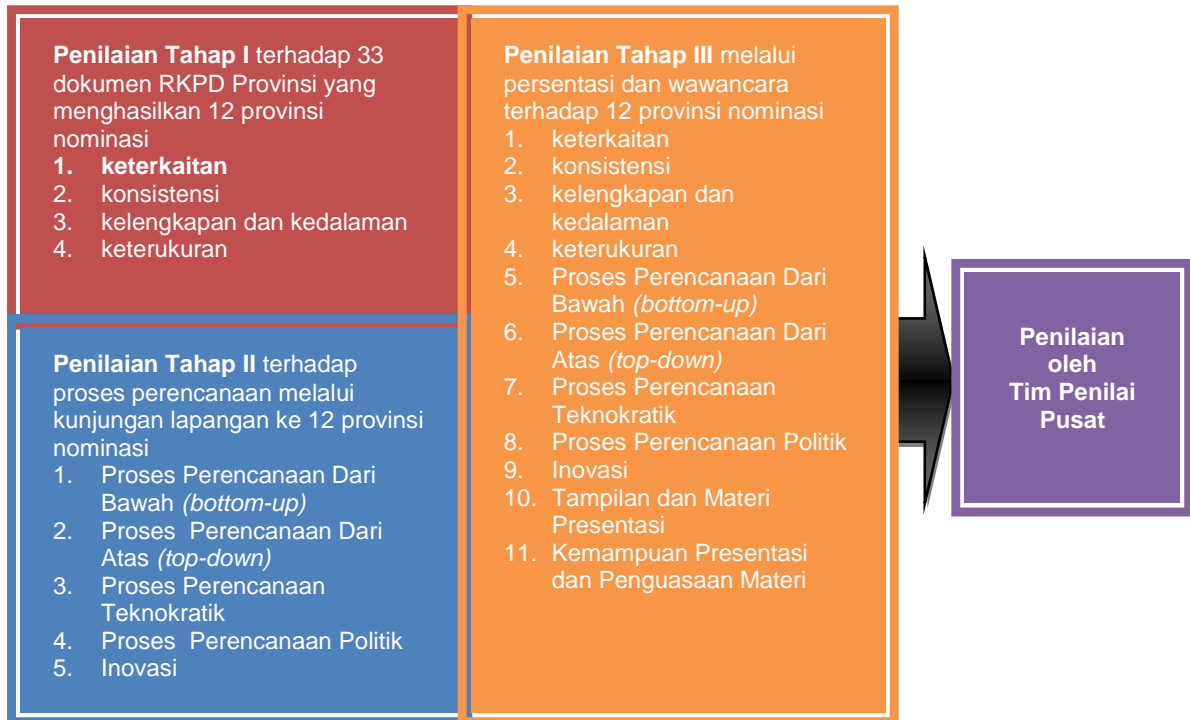 Penilaian Tahap I terhadap 33
dokumen RKPD Provinsi yang
menghasilkan 12 provinsi
nominasi
1. keterkaitan
2. konsistensi
3. kelengkapan dan kedalaman
4. keterukuran
Penilaian Tahap II terhadap
proses perencanaan melalui
kunjungan lapangan ke 12 provinsi
nominasi
1. Proses Perencanaan Dari
Bawah (bottom-up)
2. Proses Perencanaan Dari
Atas (top-down)
3. Proses Perencanaan
Teknokratik
4. Proses Perencanaan Politik
5. Inovasi
Penilaian Tahap III melalui
persentasi dan wawancara
terhadap 12 provinsi nominasi
1. keterkaitan
2. konsistensi
3. kelengkapan dan
kedalaman
4. keterukuran
5. Proses Perencanaan Dari
Bawah (bottom-up)
6. Proses Perencanaan Dari
Atas (top-down)
7. Proses Perencanaan
Teknokratik
8. Proses Perencanaan Politik
9. Inovasi
10. Tampilan dan Materi
Presentasi
11. Kemampuan Presentasi
dan Penguasaan Materi
Penilaian
oleh
Tim Penilai
Pusat